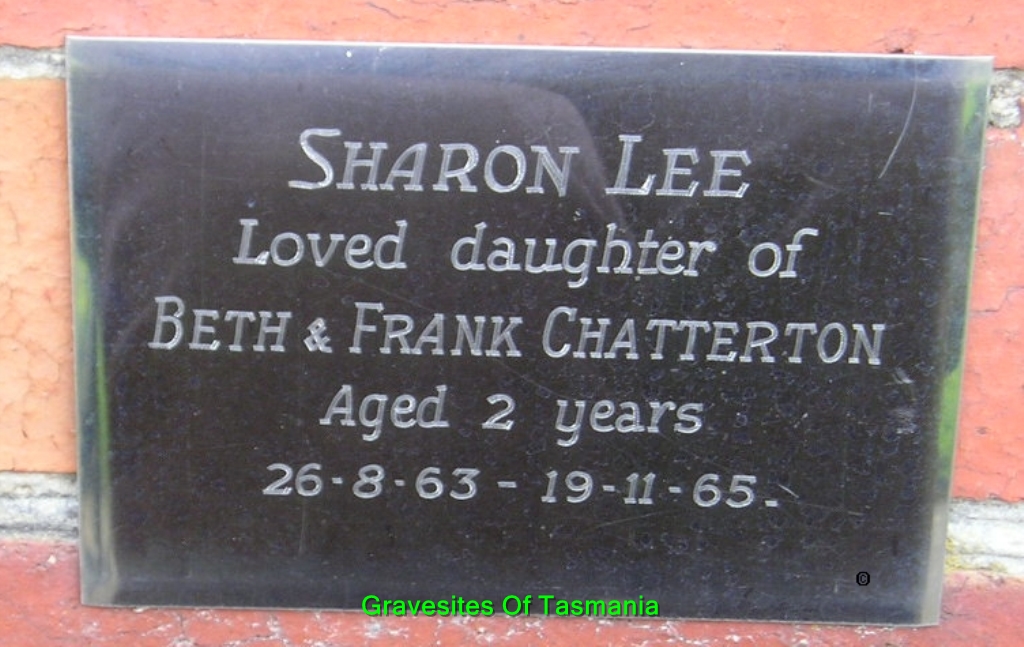 SHARON LEE
Loved daughter of
BETH & FRANK CHATTERTON
Aged 2 years
26-8-63 - 19-11-65.
©
Gravesites Of Tasmania